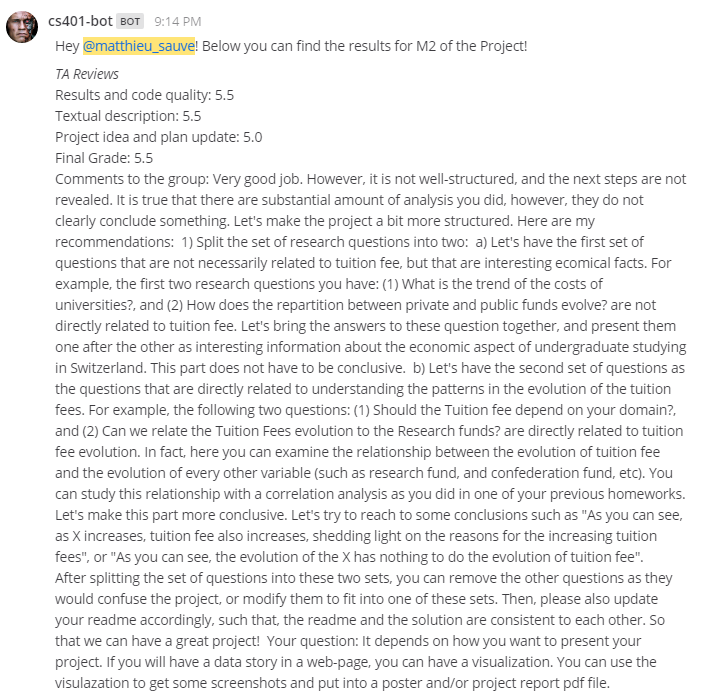 cs401-bot BOT 9:14 PM
Hey @matthieu_sauve! Below you can find the results for M2 of the Project!
TA Reviews
Results and code quality: 5.5
Textual description: 5.5
Project idea and plan update: 5.0
Final Grade: 5.5
Comments to the group: Very good job. However, it is not well-structured, and the next steps are not
revealed. It is true that there are substantial amount of analysis you did, however, they do not
clearly conclude something. Let's make the project a bit more structured. Here are my
recommendations:  1) Split the set of research questions into two:  a) Let's have the first set of
questions that are not necessarily related to tuition fee, but that are interesting ecomical facts. For
example, the first two research questions you have: (1) What is the trend of the costs of
universities?, and (2) How does the repartition between private and public funds evolve? are not
directly related to tuition fee. Let's bring the answers to these question together, and present them
one after the other as interesting information about the economic aspect of undergraduate studying
in Switzerland. This part does not have to be conclusive.  b) Let's have the second set of questions as
the questions that are directly related to understanding the patterns in the evolution of the tuition
fees. For example, the following two questions: (1) Should the Tuition fee depend on your domain?,
and (2) Can we relate the Tuition Fees evolution to the Research funds? are directly related to tuition
fee evolution. In fact, here you can examine the relationship between the evolution of tuition fee
and the evolution of every other variable (such as research fund, and confederation fund, etc). You
can study this relationship with a correlation analysis as you did in one of your previous homeworks.
Let's make this part more conclusive. Let's try to reach to some conclusions such as "As you can see,
as X increases, tuition fee also increases, shedding light on the reasons for the increasing tuition
fees", or "As you can see, the evolution of the X has nothing to do the evolution of tuition fee".
After splitting the set of questions into these two sets, you can remove the other questions as they
would confuse the project, or modify them to fit into one of these sets. Then, please also update
your readme accordingly, such that, the readme and the solution are consistent to each other. So
that we can have a great project!  Your question: It depends on how you want to present your
project. If you will have a data story in a web-page, you can have a visualization. You can use the
visulazation to get some screenshots and put into a poster and/or project report pdf file.